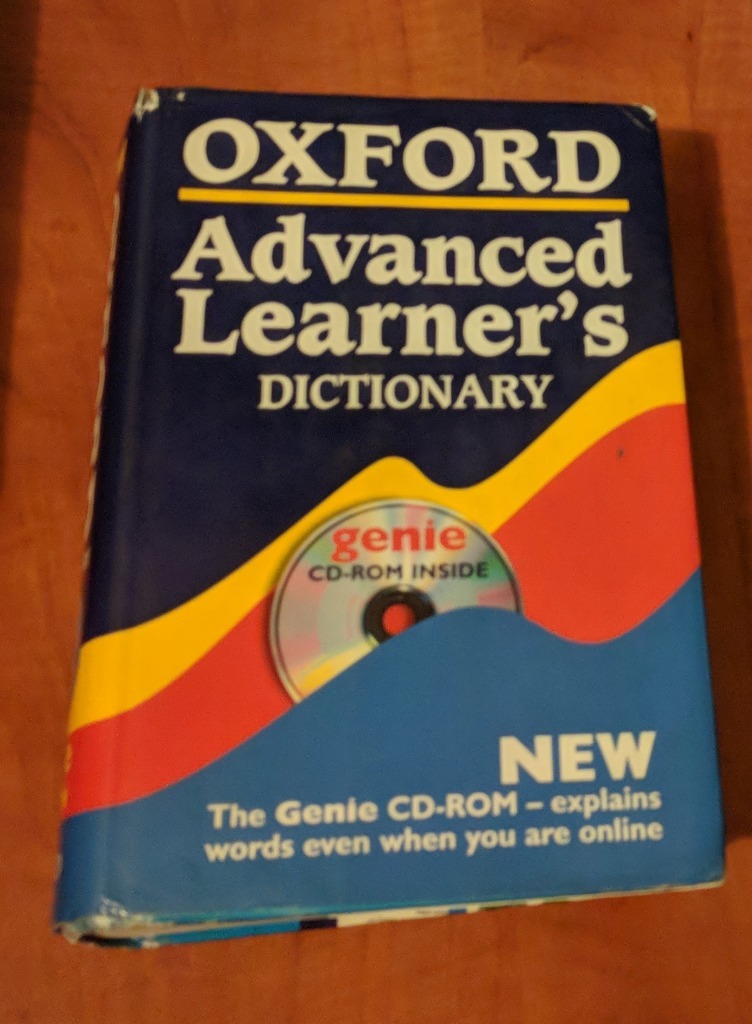 OXFORD
Advanced
Learner's
DICTIONARY
genie
CD-ROM INSIDE
NEW
The Genie CD-ROM – explains
words even when you are online